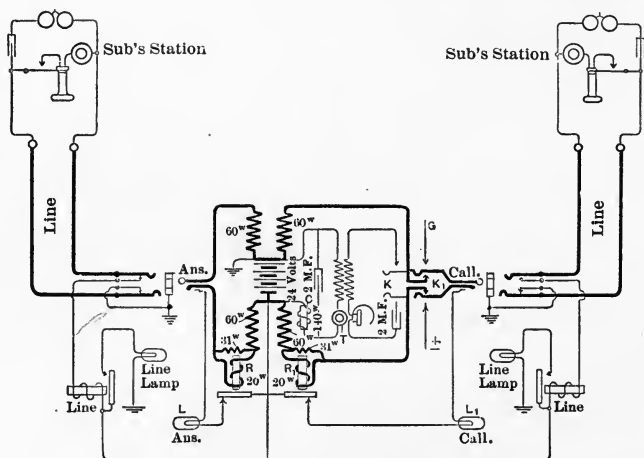 Sub's Station
Sub's Station
Line
Line
60ʷ
60ʷ
G
Ans.
24 Volts
2 M.F.
K
K₁
Call.
60ʷ
60ʷ
140ʷ
T
2 M.F.
31ʷ
31ʷ
R
R₁
20ʷ
20ʷ
Line
Lamp
Line
Lamp
Line
Line
L
Ans.
L₁
Call.